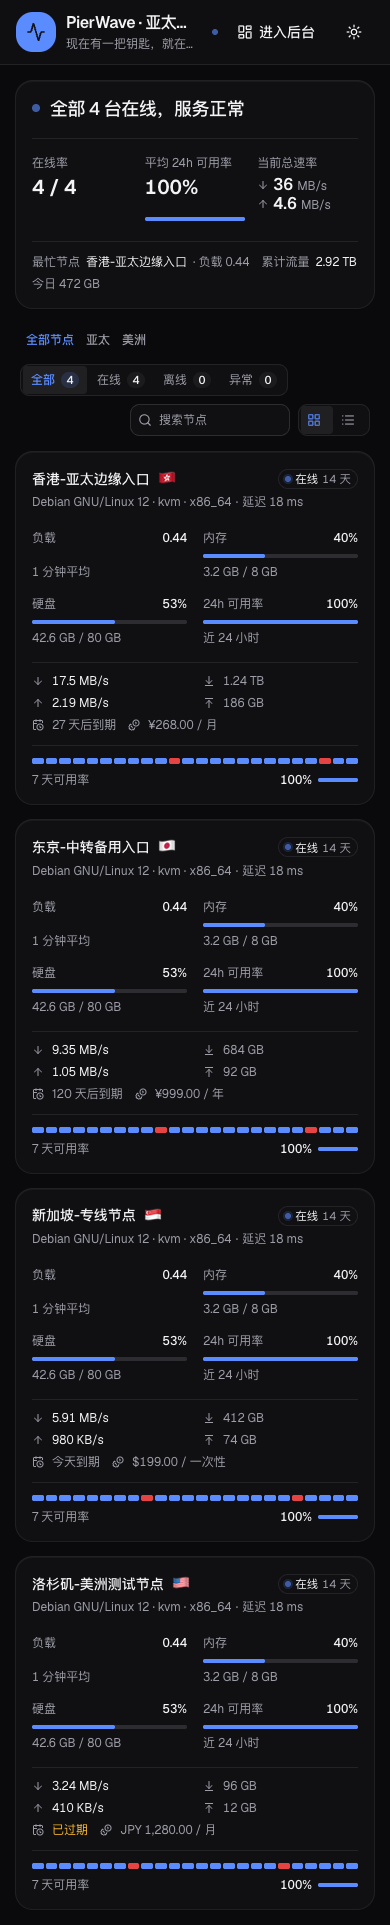 PierWave · 亚太...
现在有一把钥匙，就在...
进入后台
全部 4 台在线，服务正常
在线率 平均 24h 可用率 当前总速率
4 / 4 100% ↓ 36 MB/s
↑ 4.6 MB/s
最忙节点 香港-亚太边缘入口 · 负载 0.44 累计流量 2.92 TB
今日 472 GB
全部节点 亚太 美洲
全部 4 在线 4 离线 0 异常 0
搜索节点
香港-亚太边缘入口 🇭🇰 在线 14 天
Debian GNU/Linux 12 · kvm · x86_64 · 延迟 18 ms
负载 0.44 内存 40%
1 分钟平均 3.2 GB / 8 GB
硬盘 53% 24h 可用率 100%
42.6 GB / 80 GB 近 24 小时
↓ 17.5 MB/s 1.24 TB
↑ 2.19 MB/s 186 GB
27 天后到期 ¥268.00 / 月
7 天可用率 100%
东京-中转备用入口 🇯🇵 在线 14 天
Debian GNU/Linux 12 · kvm · x86_64 · 延迟 18 ms
负载 0.44 内存 40%
1 分钟平均 3.2 GB / 8 GB
硬盘 53% 24h 可用率 100%
42.6 GB / 80 GB 近 24 小时
↓ 9.35 MB/s 684 GB
↑ 1.05 MB/s 92 GB
120 天后到期 ¥999.00 / 年
7 天可用率 100%
新加坡-专线节点 🇸🇬 在线 14 天
Debian GNU/Linux 12 · kvm · x86_64 · 延迟 18 ms
负载 0.44 内存 40%
1 分钟平均 3.2 GB / 8 GB
硬盘 53% 24h 可用率 100%
42.6 GB / 80 GB 近 24 小时
↓ 5.91 MB/s 412 GB
↑ 980 KB/s 74 GB
今天到期 $199.00 / 一次性
7 天可用率 100%
洛杉矶-美洲测试节点 🇺🇸 在线 14 天
Debian GNU/Linux 12 · kvm · x86_64 · 延迟 18 ms
负载 0.44 内存 40%
1 分钟平均 3.2 GB / 8 GB
硬盘 53% 24h 可用率 100%
42.6 GB / 80 GB 近 24 小时
↓ 3.24 MB/s 96 GB
↑ 410 KB/s 12 GB
已过期 JPY 1,280.00 / 月
7 天可用率 100%